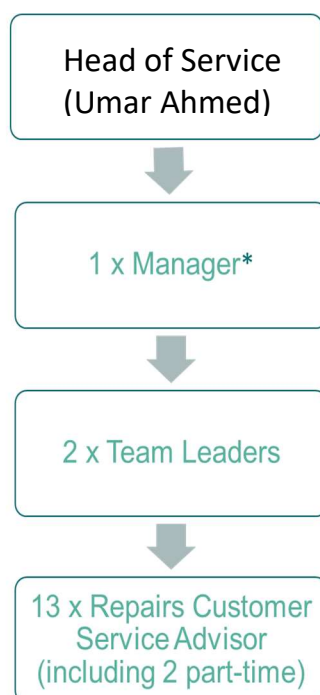 Head of Service
(Umar Ahmed)
1 x Manager*
2 x Team Leaders
13 x Repairs Customer
Service Advisor
(including 2 part-time)